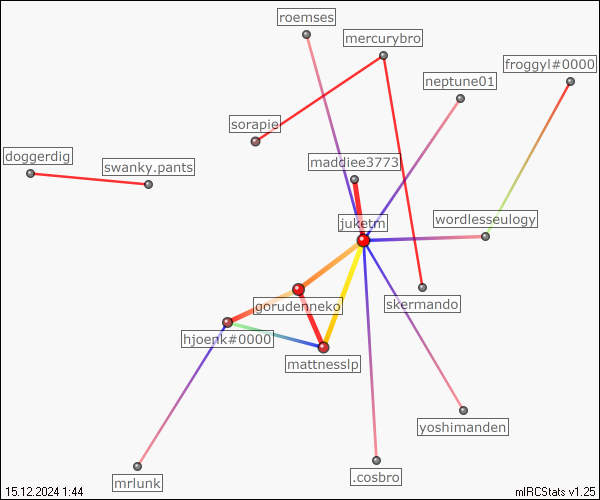 roemses
mercurybro
froggyl#0000
neptune01
sorapie
doggerdig
maddiee3773
swanky.pants
juketm
wordlesseulogy
gorudenneko
skermando
hjoenk#0000
mattnesslp
yoshimanden
.cosbro
mrlunk
15.12.2024 1:44
mIRCStats v1.25